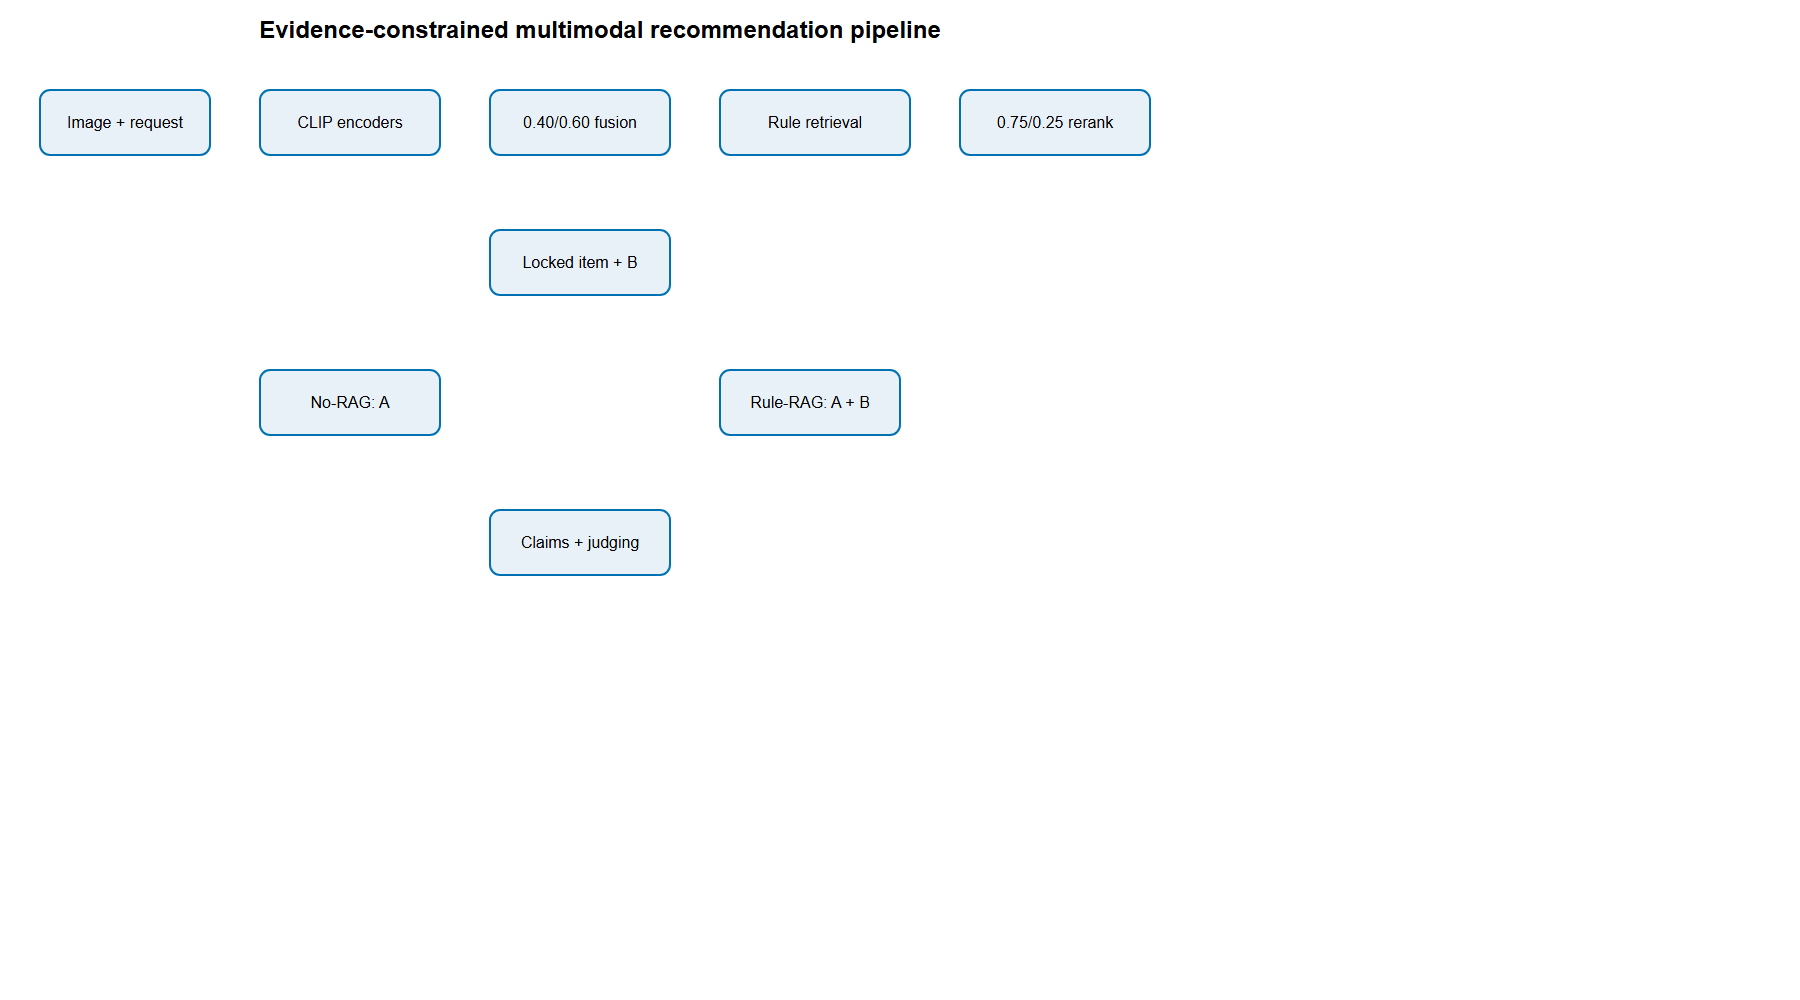 Evidence-constrained multimodal recommendation pipeline
Image + request
CLIP encoders
0.40/0.60 fusion
Rule retrieval
0.75/0.25 rerank
Locked item + B
No-RAG: A
Rule-RAG: A + B
Claims + judging